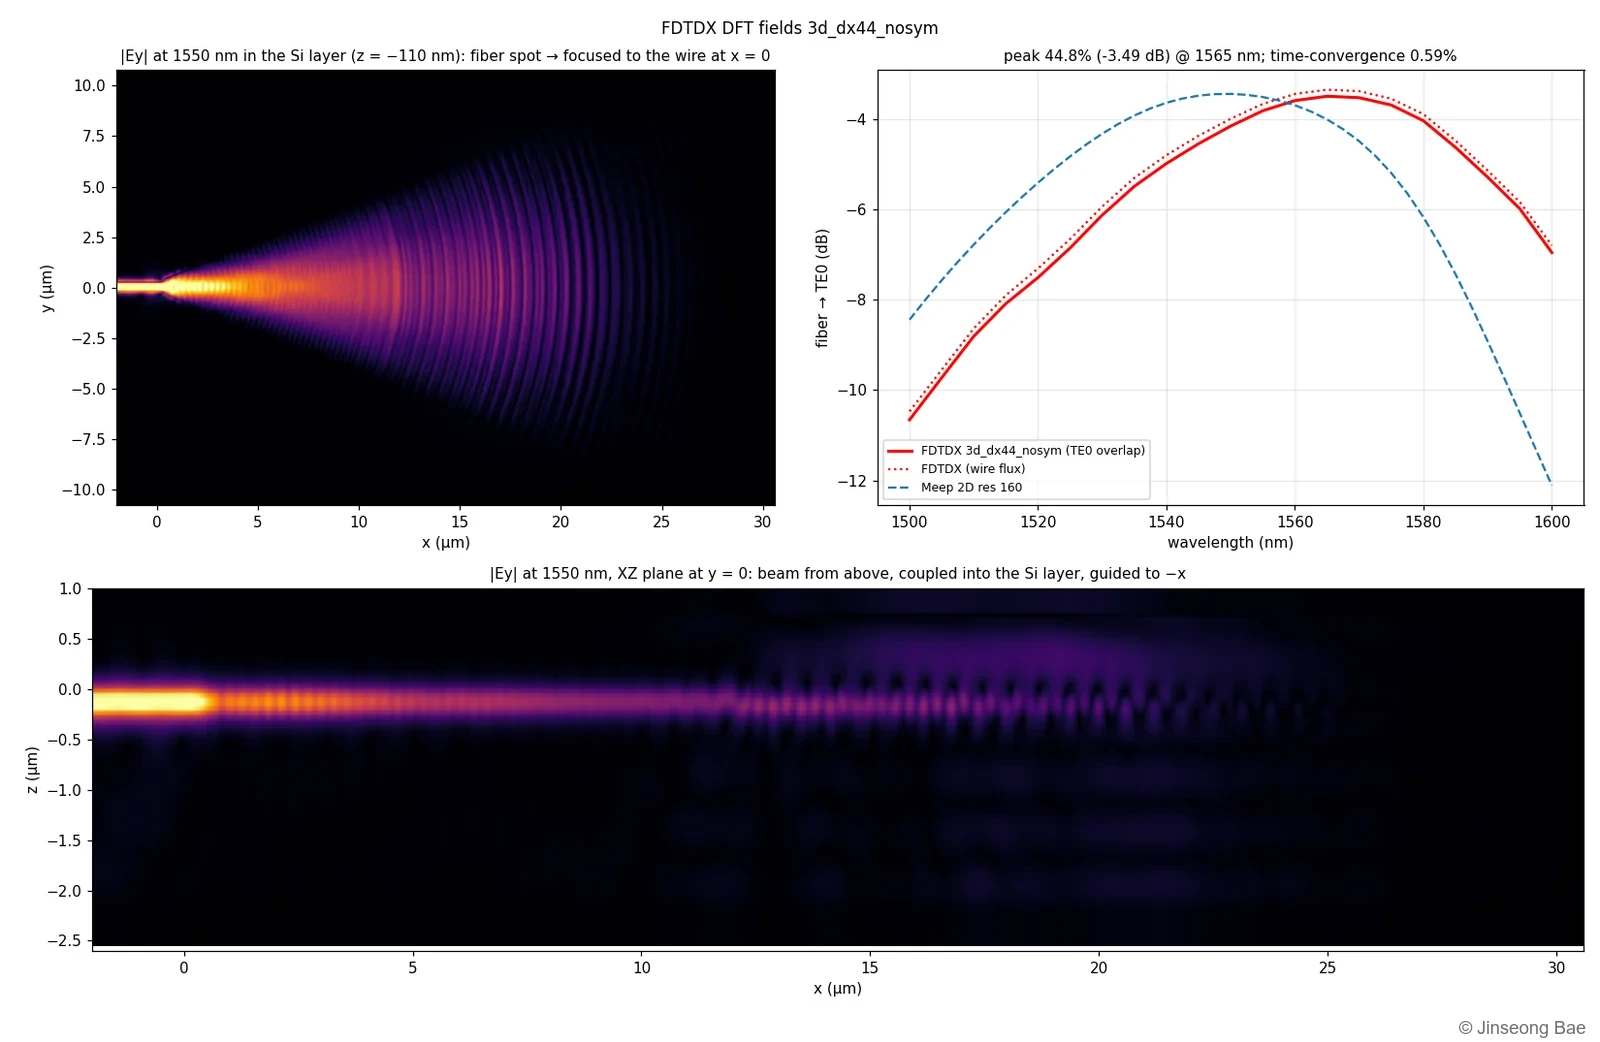 FDTDX DFT fields 3d_dx44_nosym
|Ey| at 1550 nm in the Si layer (z = −110 nm): fiber spot → focused to the wire at x = 0
10.0
7.5
5.0
2.5
0.0
−2.5
−5.0
−7.5
−10.0
y (μm)
0 5 10 15 20 25 30
x (μm)
peak 44.8% (-3.49 dB) @ 1565 nm; time-convergence 0.59%
−4
−6
−8
−10
−12
fiber → TE0 (dB)
FDTDX 3d_dx44_nosym (TE0 overlap)
FDTDX (wire flux)
Meep 2D res 160
1500 1520 1540 1560 1580 1600
wavelength (nm)
|Ey| at 1550 nm, XZ plane at y = 0: beam from above, coupled into the Si layer, guided to −x
1.0
0.5
0.0
−0.5
−1.0
−1.5
−2.0
−2.5
z (μm)
0 5 10 15 20 25 30
x (μm)
© Jinseong Bae